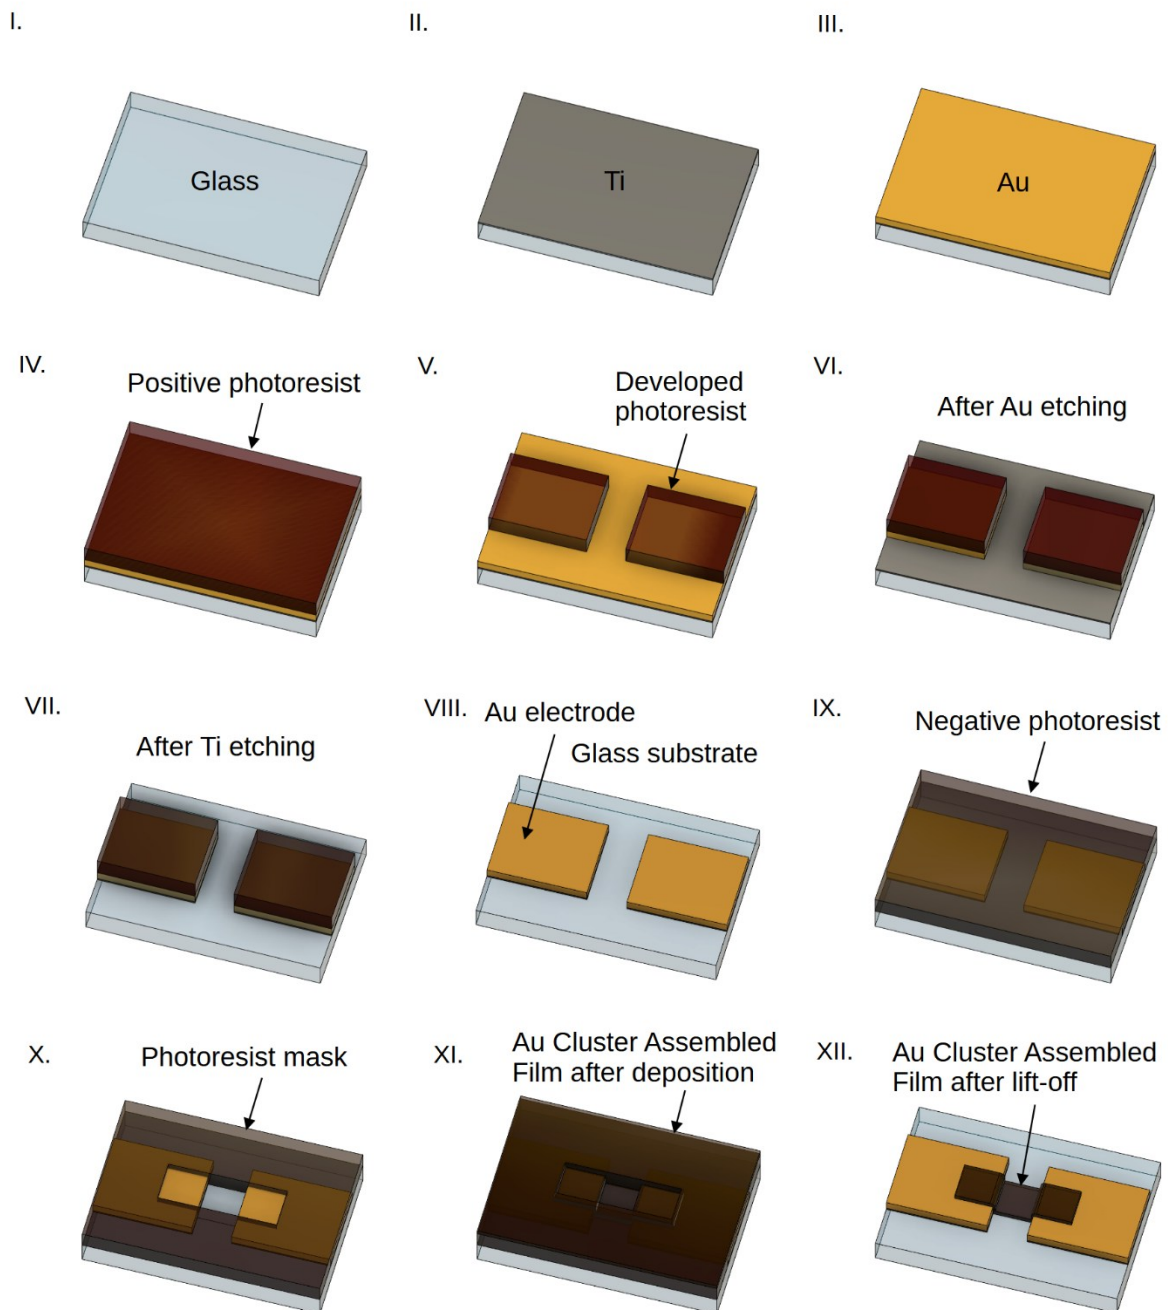 I.
II.
III.
Glass
Ti
Au
IV.
Positive photoresist
V.
Developed
photoresist
VI.
After Au etching
VII.
After Ti etching
VIII.
Au electrode
Glass substrate
IX.
Negative photoresist
X.
Photoresist mask
XI.
Au Cluster Assembled
Film after deposition
XII.
Au Cluster Assembled
Film after lift-off